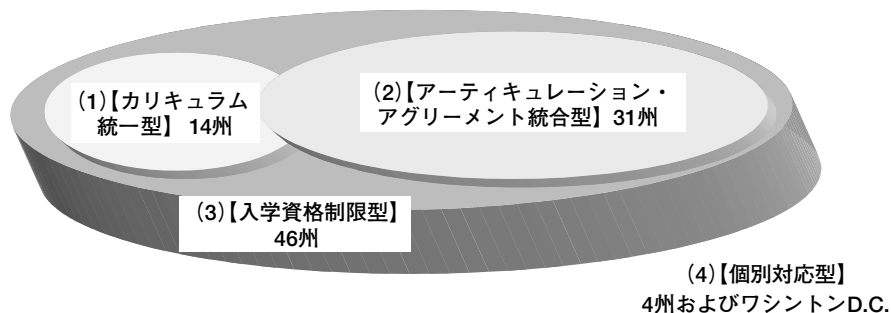 (1)【カリキュラム
統一型】 14州
(2)【アーティキュレーション・
アグリーメント統合型】31州
(3)【入学資格制限型】
46州
(4)【個別対応型】
4州およびワシントンD.C.